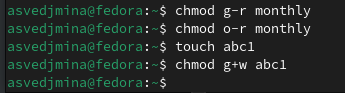 asvedjmina@fedora:~$ chmod g-r monthly
asvedjmina@fedora:~$ chmod o-r monthly
asvedjmina@fedora:~$ touch abc1
asvedjmina@fedora:~$ chmod g+w abc1
asvedjmina@fedora:~$